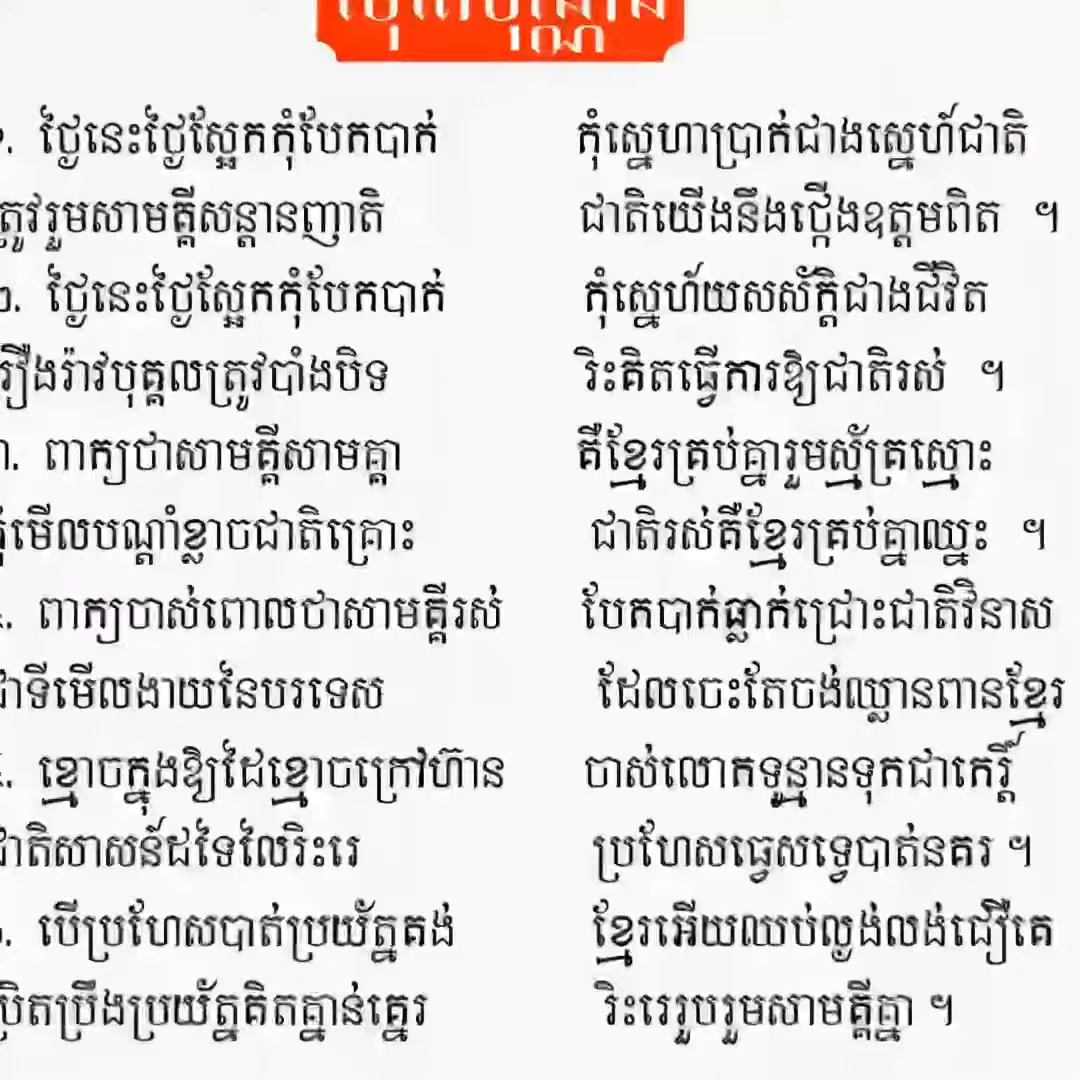 ថ្ងៃនេះថ្ងៃស្អែកកុំបែកបាក់ កុំស្នេហាប្រាក់ជាងស្នេហ៍ជាតិ
ត្រូវរួមសាមគ្គីសន្តានញាតិ ជាតិយើងនឹងថ្កើងឧត្តមពិត ។
២. ថ្ងៃនេះថ្ងៃស្អែកកុំបែកបាក់ កុំស្នេហ៍យសស័ក្តិជាងជីវិត
រឿងរ៉ាវបុគ្គលត្រូវបាំងបិទ រិះគិតធ្វើការឱ្យជាតិរស់ ។
៣. ពាក្យថាសាមគ្គីសាមគ្គា គឺខ្មែរគ្រប់គ្នារួមស្ម័គ្រស្មោះ
កុំមើលបណ្តាំខ្លាចជាតិគ្រោះ ជាតិរស់គឺខ្មែរគ្រប់គ្នាឈ្នះ ។
ពាក្យចាស់ពោលថាសាមគ្គីរស់ បែកបាក់ធ្លាក់ជ្រោះជាតិវិនាស
ជាទីមើលងាយនៃបរទេស ដែលចេះតែចង់ឈ្លានពានខ្មែរ
ខ្មោចក្នុងឱ្យដៃខ្មោចក្រៅហ៊ាន ចាស់លោកទូន្មានទុកជាកេរ្តិ៍
ជាតិសាសន៍ដទៃលៃរិះរេ ប្រហែសធ្វេសទ្វេបាត់នគរ ។
បើប្រហែសបាត់ប្រយ័ត្នគង់ ខ្មែរអើយឈប់ល្ងង់លង់ជឿគេ
ប្រិតប្រឹងប្រយ័ត្នគិតគ្នាន់គ្នេរ រិះរេរួបរួមសាមគ្គីគ្នា ។